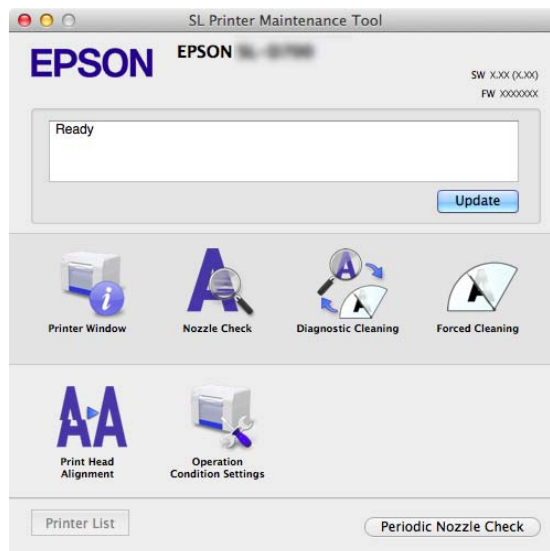 SL Printer Maintenance Tool
EPSON
EPSON
SW X.XX (X.XX)
FW XXXXXXX
Ready
Update
Printer Window
Nozzle Check
Diagnostic Cleaning
Forced Cleaning
Print Head
Alignment
Operation
Condition Settings
Printer List
Periodic Nozzle Check